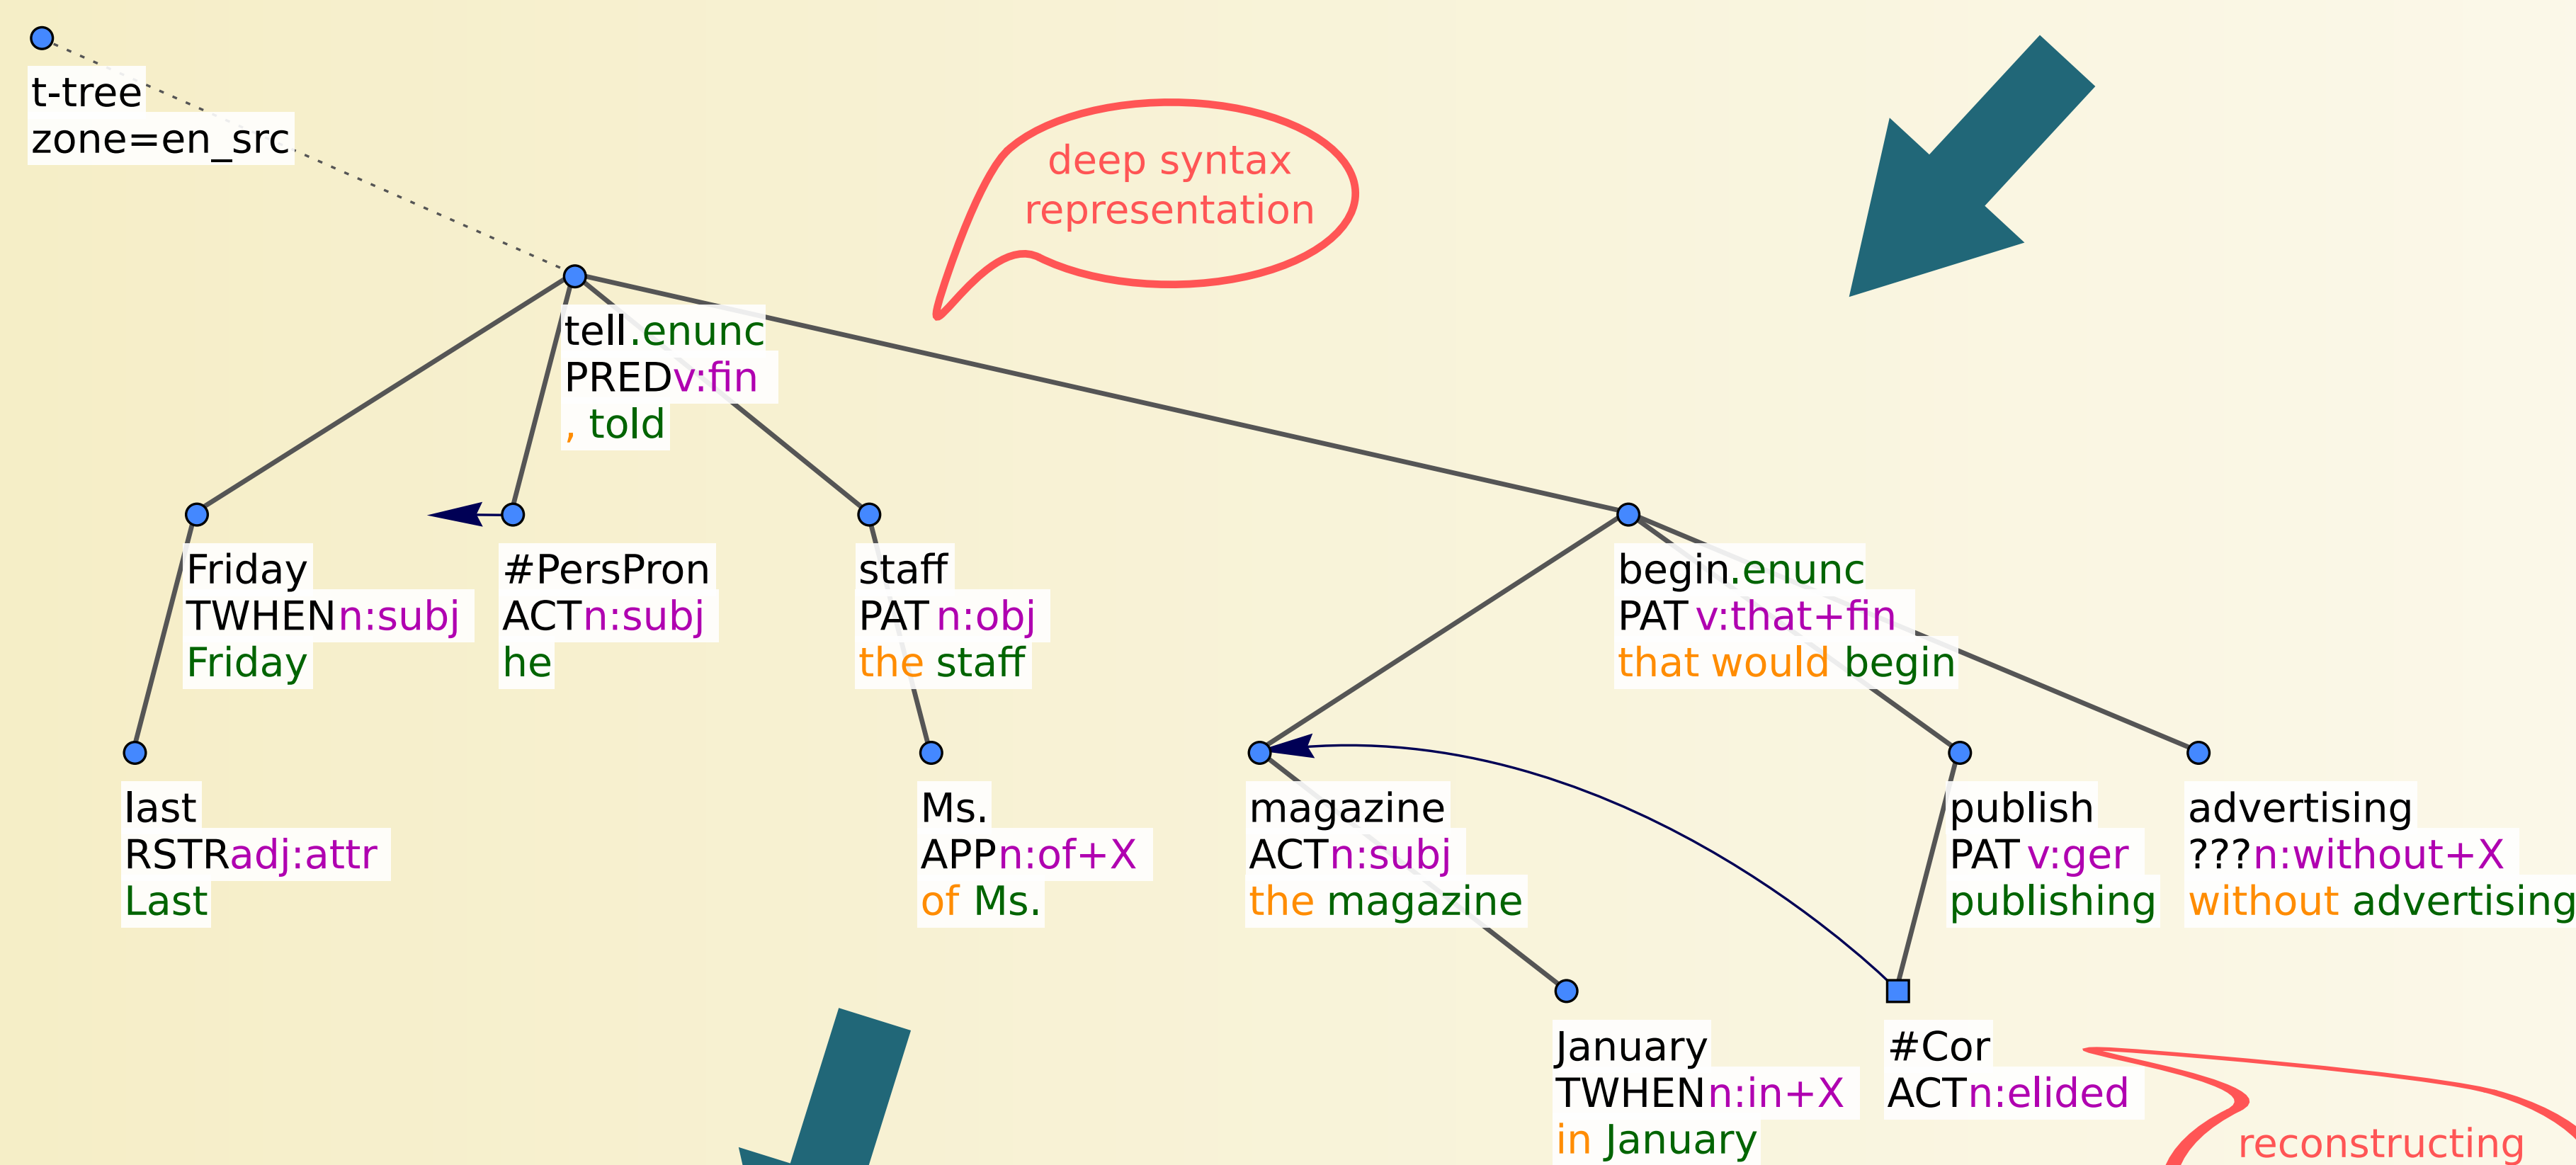 t-tree
zone=en_src
deep syntax
representation
tell.enunc
PREDv:fin
, told
Friday
TWHENn:subj
Friday
#PersPron
ACTn:subj
he
staff
PAT n:obj
the staff
begin.enunc
PAT v:that+fin
that would begin
last
RSTRadj:attr
Last
Ms.
APPn:of+X
of Ms.
magazine
ACTn:subj
the magazine
publish
PAT v:ger
publishing
advertising
???n:without+X
without advertising
January
TWHENn:in+X
in January
#Cor
ACTn:elided
reconstructing